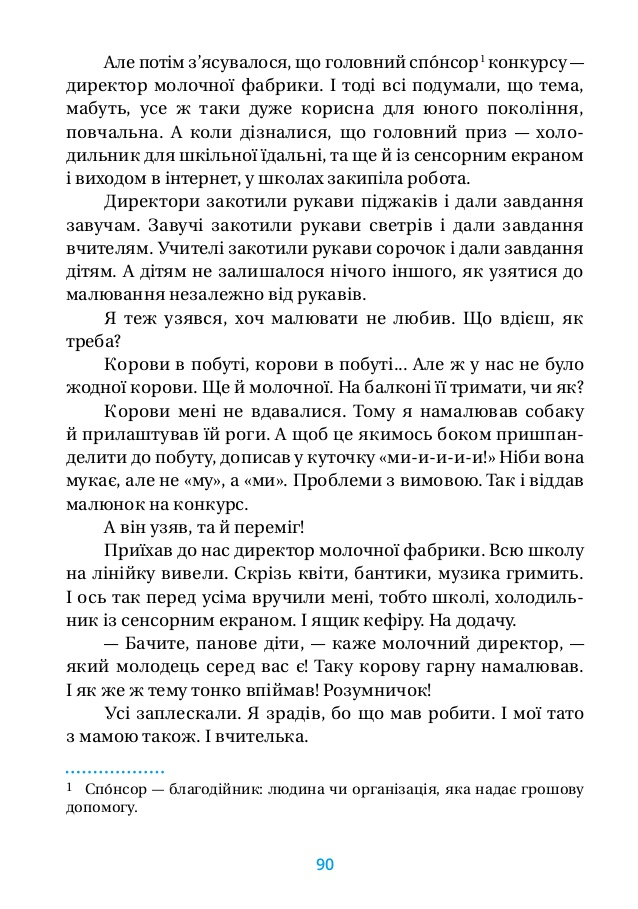 Але потім з’ясувалося, що головний спо́нсор1 конкурсу —
директор молочної фабрики. І тоді всі подумали, що тема,
мабуть, усе ж таки дуже корисна для юного покоління,
повчальна. А коли дізналися, що головний приз — холо-
дильник для шкільної їдальні, та ще й із сенсорним екраном
і виходом в інтернет, у школах закипіла робота.
Директори закотили рукави піджаків і дали завдання
завучам. Завучі закотили рукави светрів і дали завдання
вчителям. Учителі закотили рукави сорочок і дали завдання
дітям. А дітям не залишалося нічого іншого, як узятися до
малювання незалежно від рукавів.
Я теж узявся, хоч малювати не любив. Що вдієш, як
треба?
Корови в побуті, корови в побуті... Але ж у нас не було
жодної корови. Ще й молочної. На балконі її тримати, чи як?
Корови мені не вдавалися. Тому я намалював собаку
й прилаштував їй роги. А щоб це якимось боком пришпан-
делити до побуту, дописав у куточку «ми-и-и-и-и!» Ніби вона
мукає, але не «му», а «ми». Проблеми з вимовою. Так і віддав
малюнок на конкурс.
А він узяв, та й переміг!
Приїхав до нас директор молочної фабрики. Всю школу
на лінійку вивели. Скрізь квіти, бантики, музика гримить.
І ось так перед усіма вручили мені, тобто школі, холодиль-
ник із сенсорним екраном. І ящик кефіру. На додачу.
— Бачите, панове діти, — каже молочний директор, —
який молодець серед вас є! Таку корову гарну намалював.
І як же ж тему тонко впіймав! Розумничок!
Усі заплескали. Я зрадів, бо що мав робити. І мої тато
з мамою також. І вчителька.
1 Спо́нсор — благодійник: людина чи організація, яка надає грошову
допомогу.
90